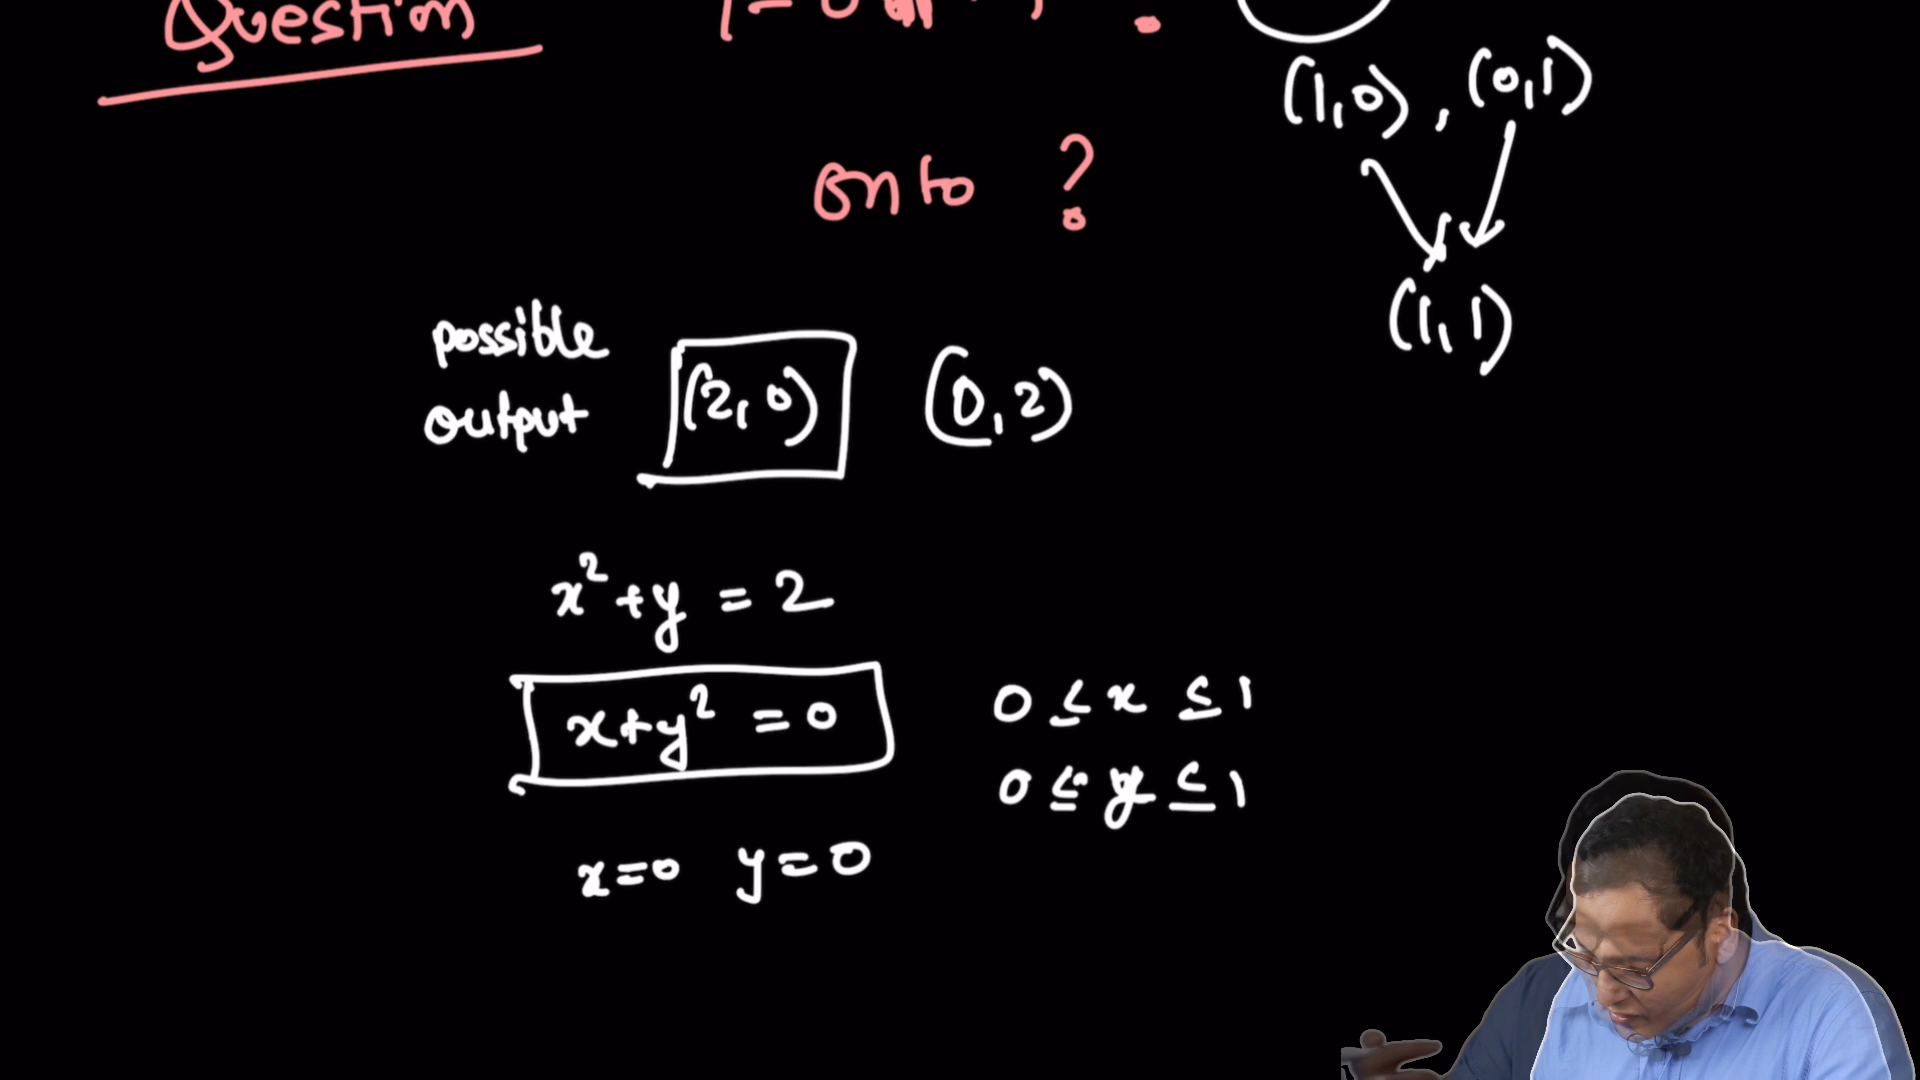 Question
(1,0) , (0,1)
onto ?
(1,1)
possible
output (2,0) (0,2)
x²+y = 2
x+y² = 0 0 ≤ x ≤ 1
0 ≤ y ≤ 1
x=0 y=0